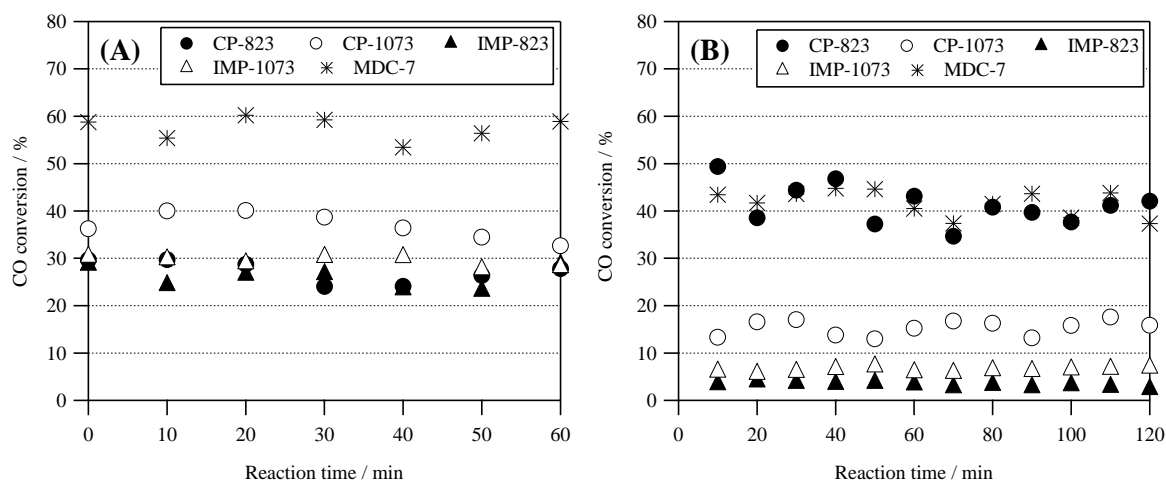 (A)
CP-823 CP-1073 IMP-823
IMP-1073 MDC-7
CO conversion / %
80
70
60
50
40
30
20
10
0
0 10 20 30 40 50 60
Reaction time / min
(B)
CP-823 CP-1073 IMP-823
IMP-1073 MDC-7
CO conversion / %
80
70
60
50
40
30
20
10
0
0 20 40 60 80 100 120
Reaction time / min